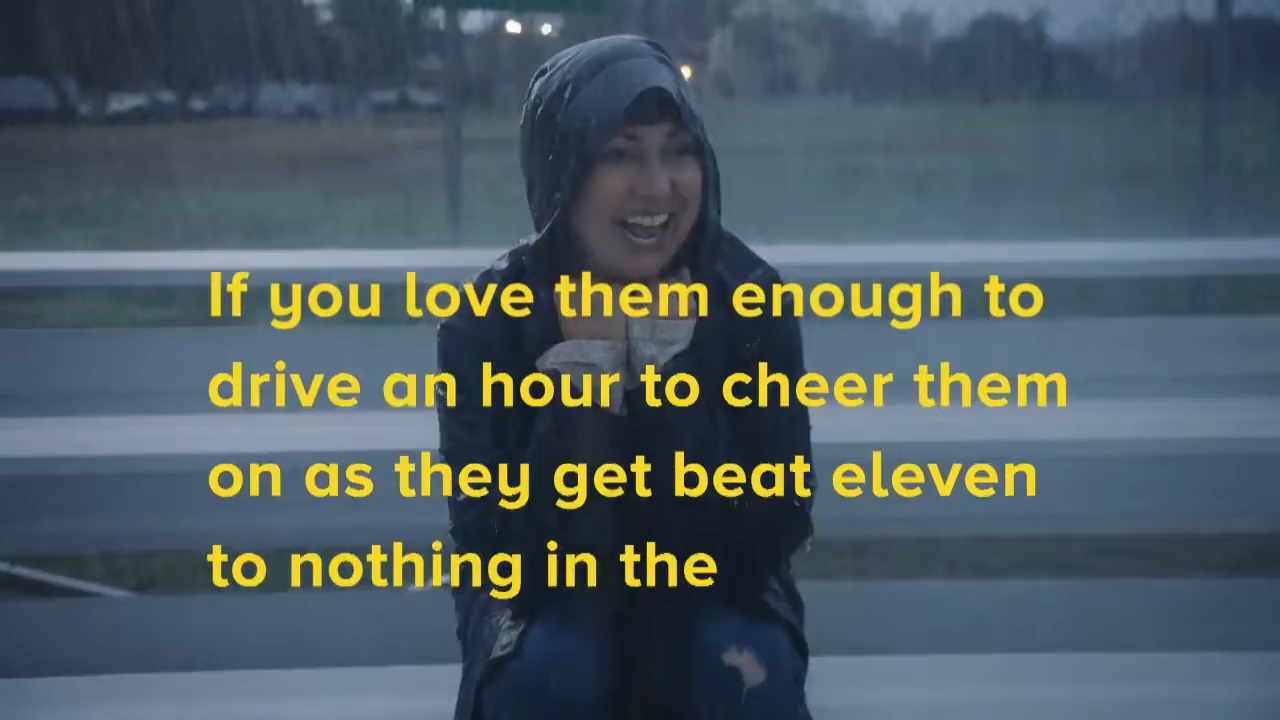 If you love them enough to
drive an hour to cheer them
on as they get beat eleven
to nothing in the